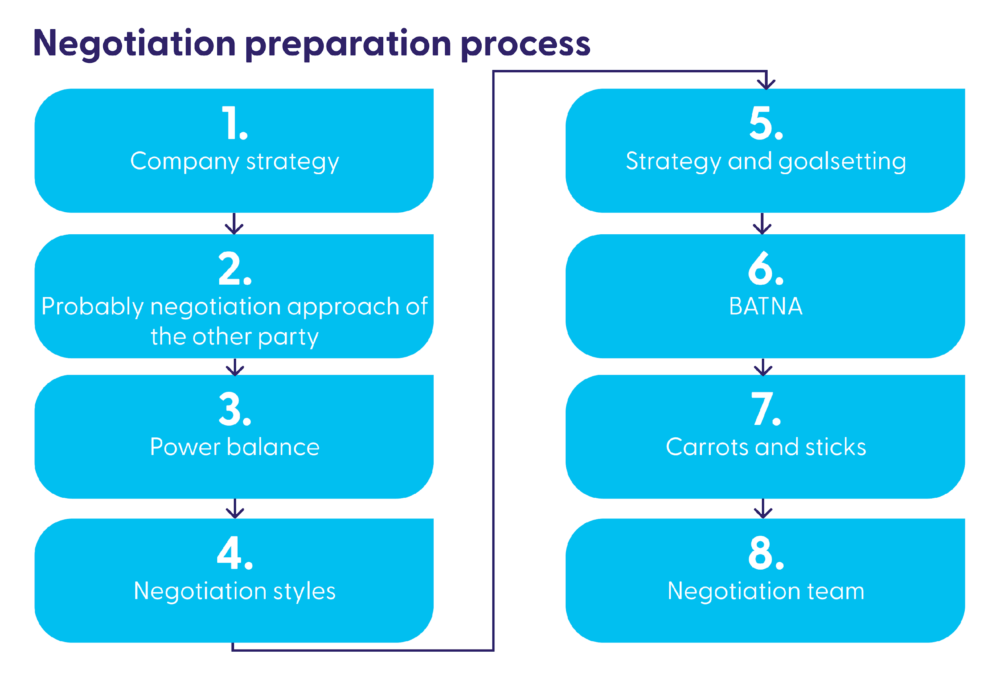 Negotiation preparation process
1.
Company strategy
2.
Probably negotiation approach of
the other party
3.
Power balance
4.
Negotiation styles
5.
Strategy and goalsetting
6.
BATNA
7.
Carrots and sticks
8.
Negotiation team